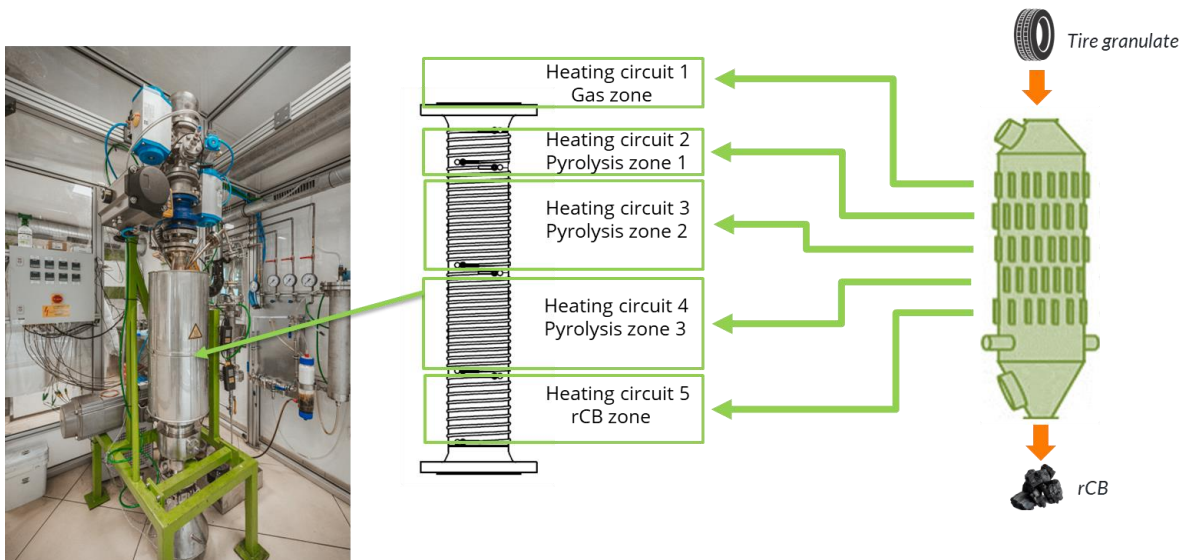 Tire granulate
Heating circuit 1
Gas zone
Heating circuit 2
Pyrolysis zone 1
Heating circuit 3
Pyrolysis zone 2
Heating circuit 4
Pyrolysis zone 3
Heating circuit 5
rCB zone
rCB